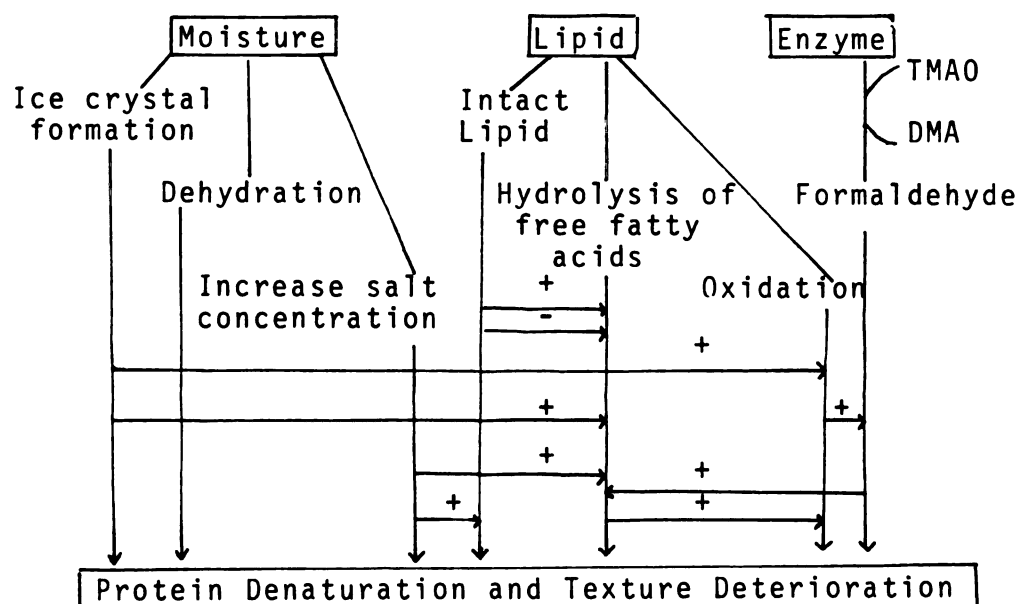 Moisture
Lipid
Enzyme
TMAO
DMA
Ice crystal
formation
Intact
Lipid
Dehydration
Hydrolysis of
free fatty
acids
Formaldehyde
Increase salt
concentration
Oxidation
+
-
+
+
+
+
+
+
+
Protein Denaturation and Texture Deterioration